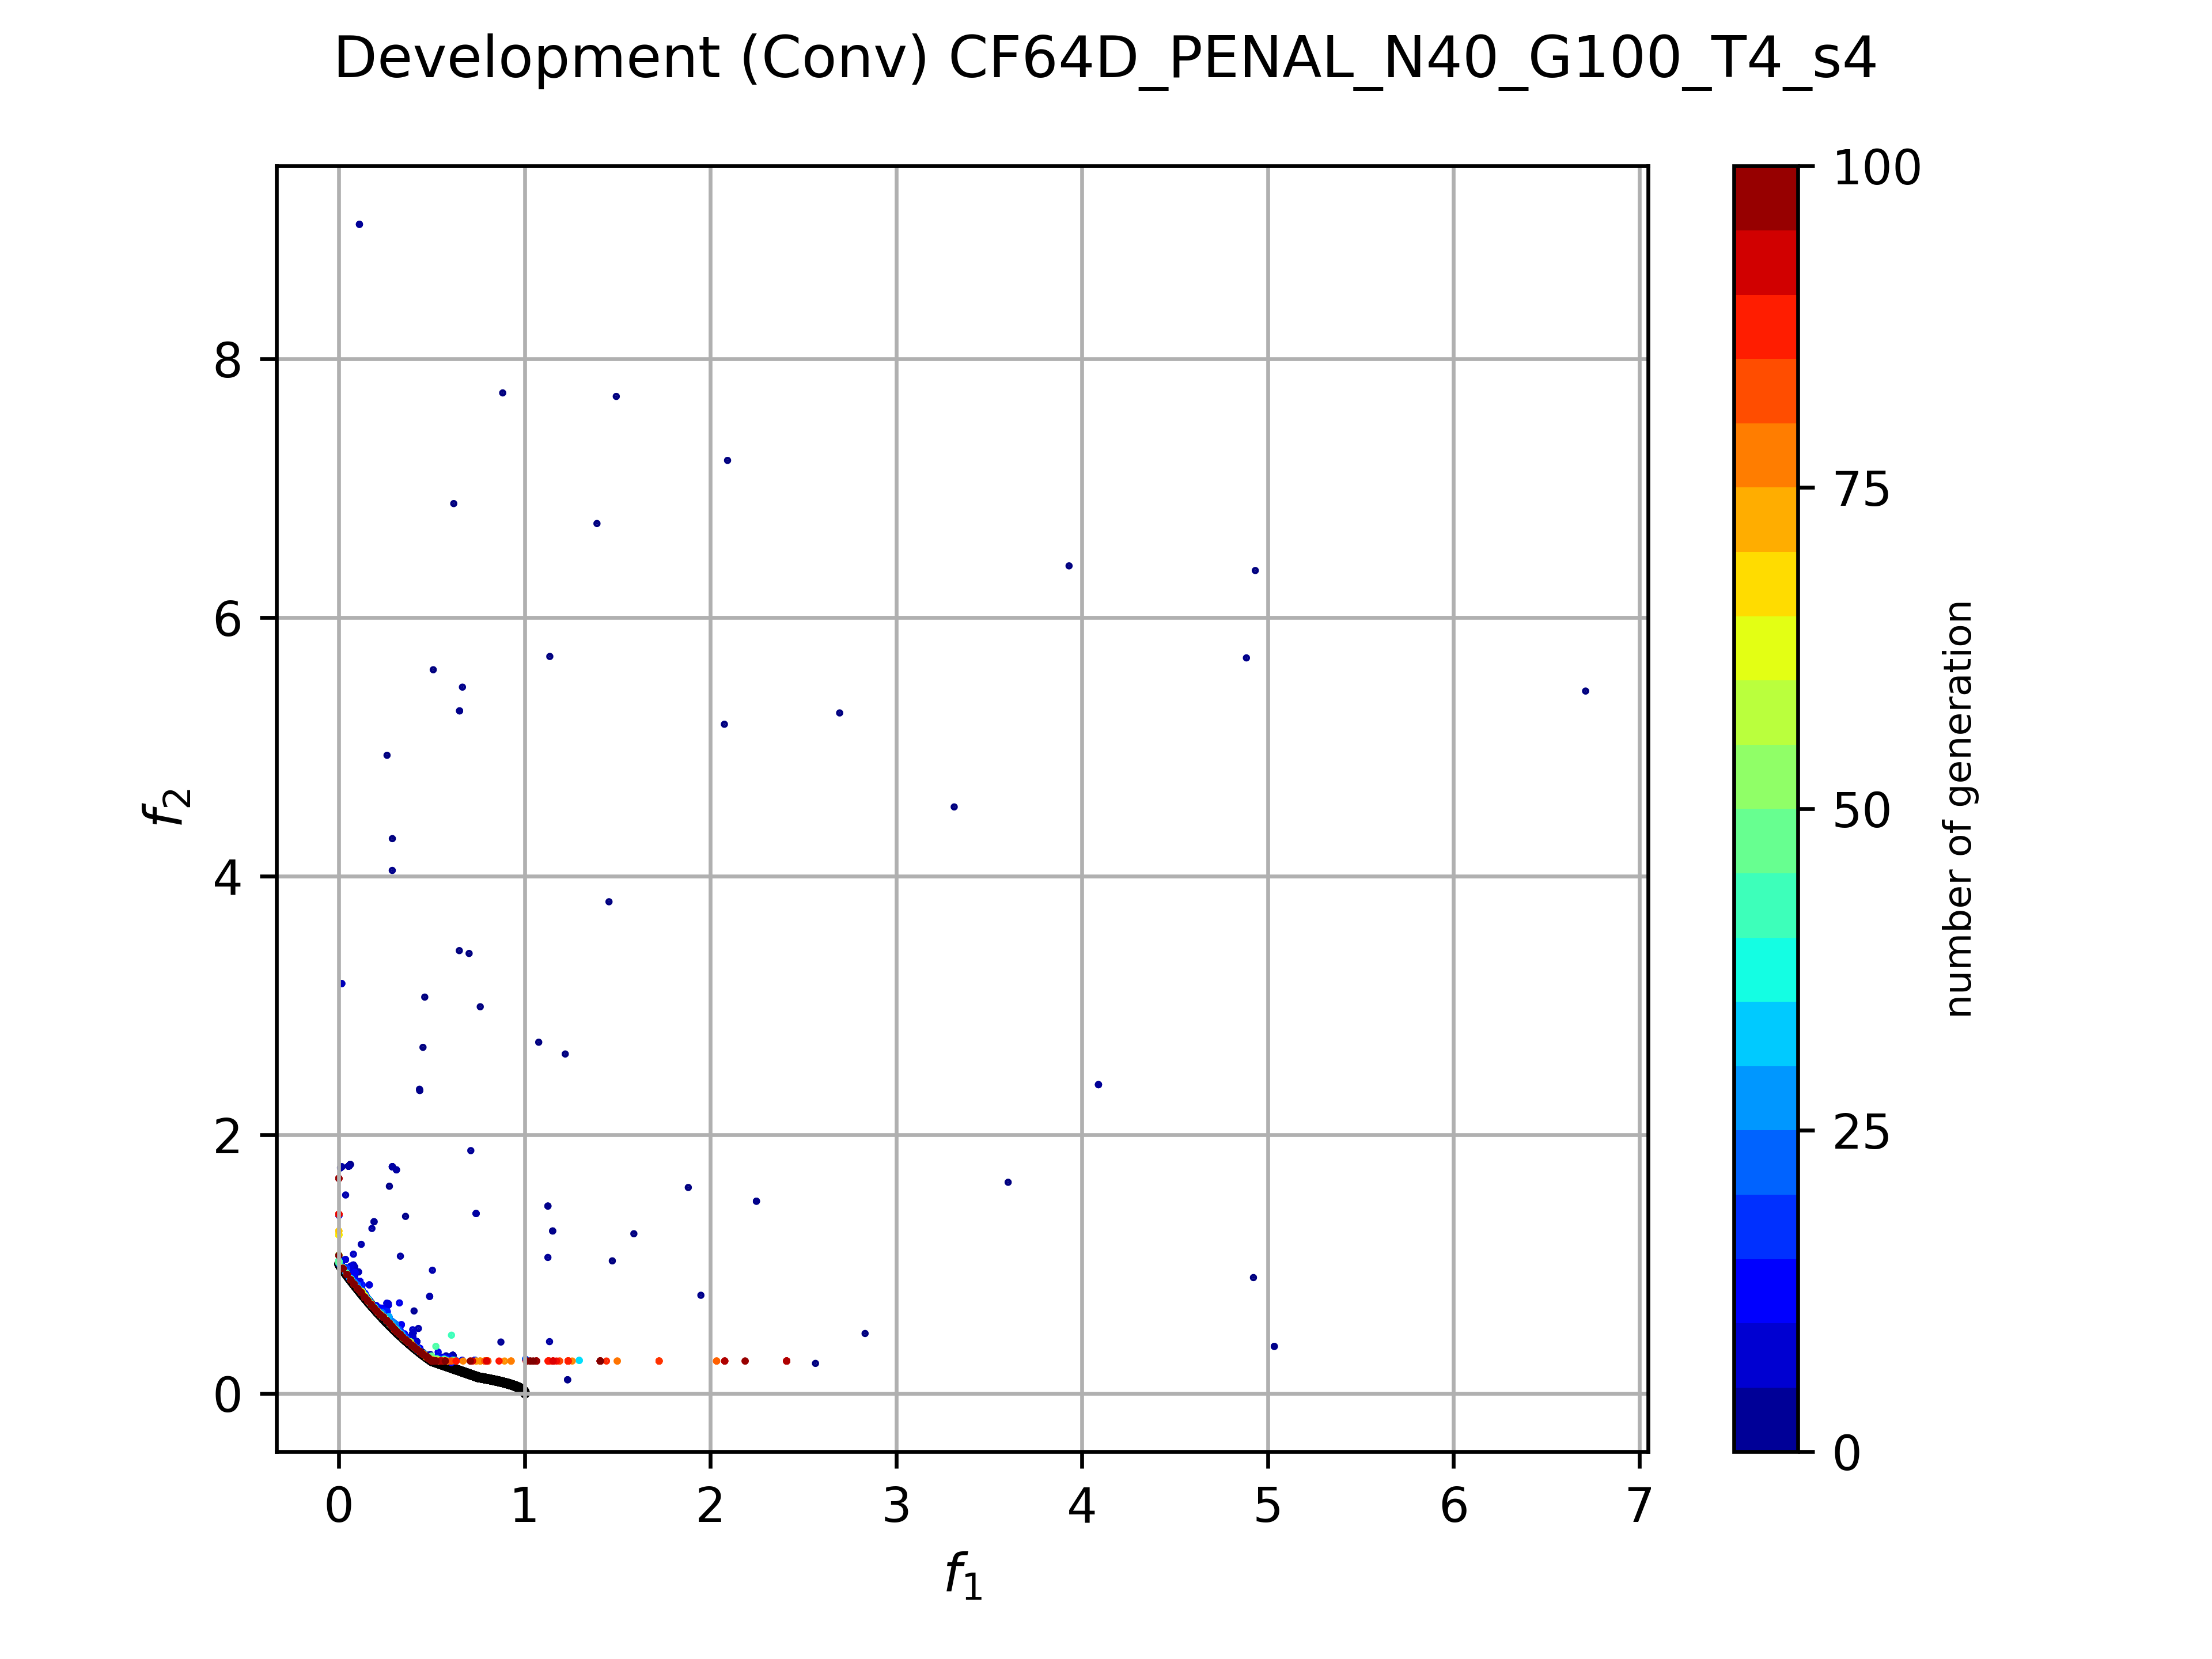 Development (Conv) CF64D_PENAL_N40_G100_T4_s4
100
75
50
25
0
number of generation
8
6
4
2
0
f2
0 1 2 3 4 5 6 7
f1